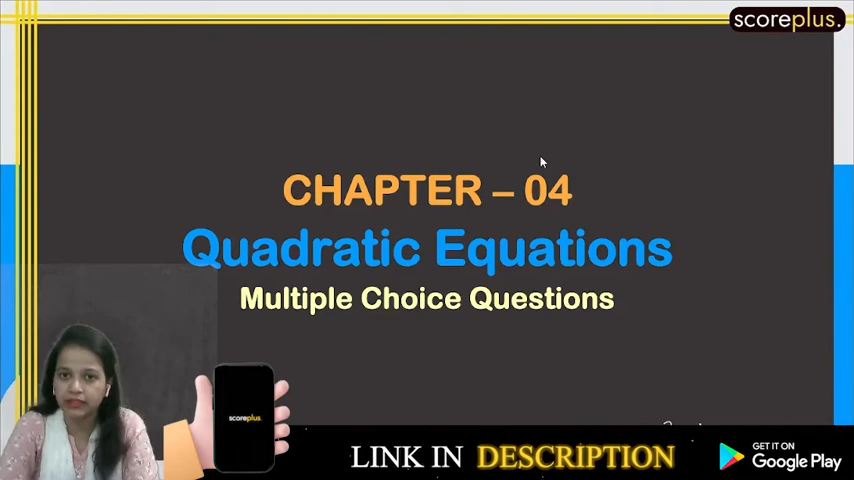 scoreplus.
CHAPTER – 04
Quadratic Equations
Multiple Choice Questions
scoreplus.
LINK IN DESCRIPTION
GET IT ON
Google Play